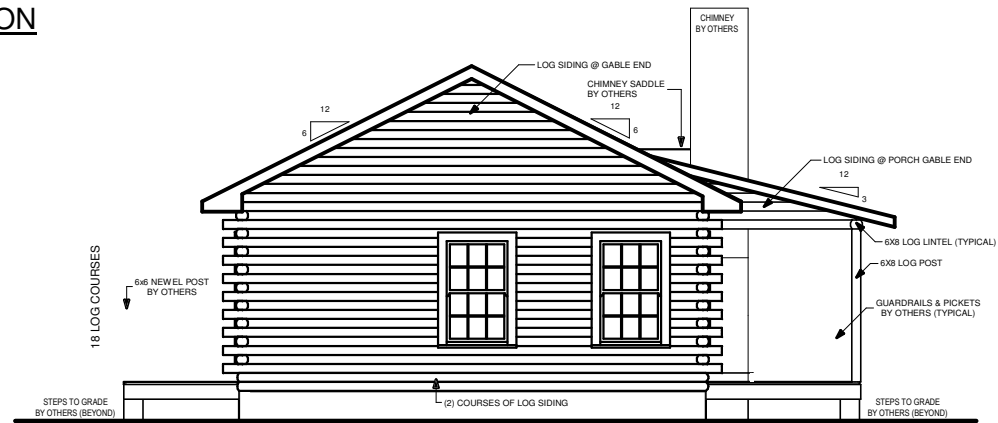 ON
CHIMNEY
BY OTHERS
LOG SIDING @ GABLE END
CHIMNEY SADDLE
BY OTHERS
12
6
12
6
LOG SIDING @ PORCH GABLE END
12
3
6X8 LOG LINTEL (TYPICAL)
6X8 LOG POST
18 LOG COURSES
6x6 NEWEL POST
BY OTHERS
GUARDRAILS & PICKETS
BY OTHERS (TYPICAL)
(2) COURSES OF LOG SIDING
STEPS TO GRADE
BY OTHERS (BEYOND)
STEPS TO GRADE
BY OTHERS (BEYOND)